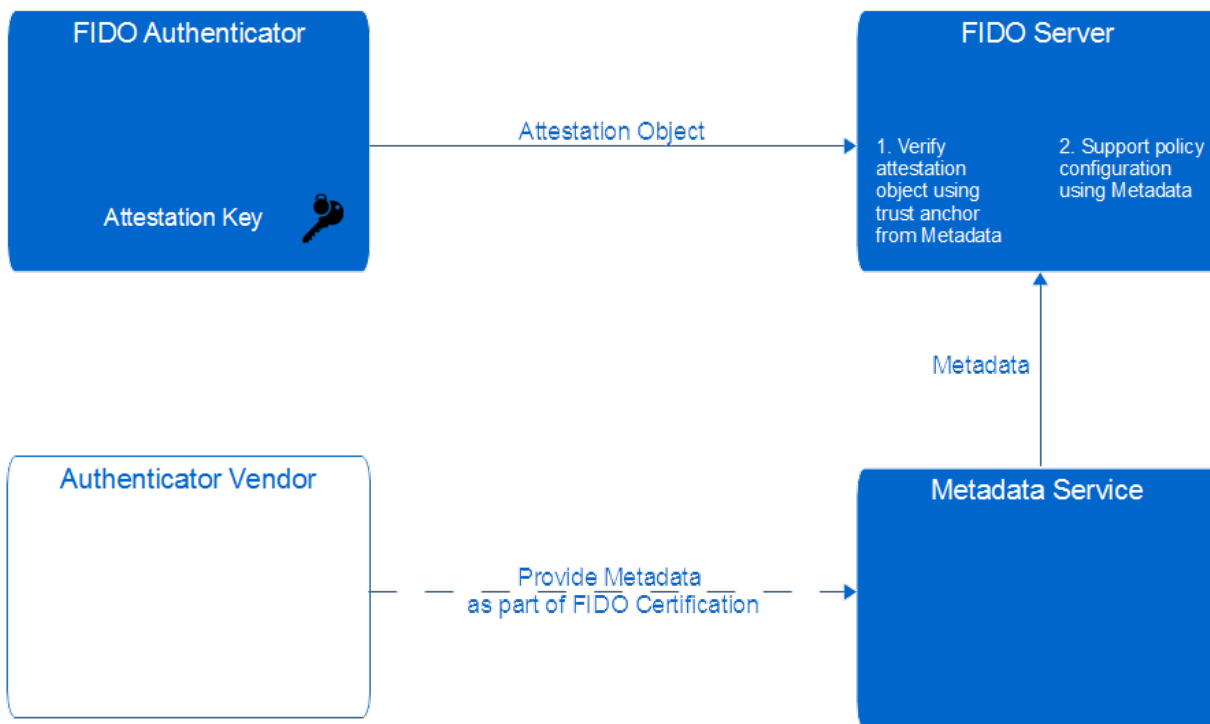 FIDO Authenticator
Attestation Key
Attestation Object
FIDO Server
1. Verify
attestation
object using
trust anchor
from Metadata
2. Support policy
configuration
using Metadata
Metadata
Authenticator Vendor
Provide Metadata
as part of FIDO Certification
Metadata Service